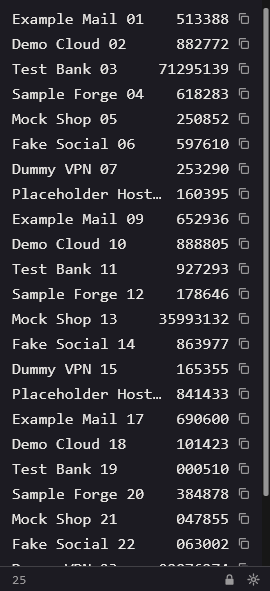 Example Mail 01 513388
Demo Cloud 02 882772
Test Bank 03 71295139
Sample Forge 04 618283
Mock Shop 05 250852
Fake Social 06 597610
Dummy VPN 07 253290
Placeholder Host… 160395
Example Mail 09 652936
Demo Cloud 10 888805
Test Bank 11 927293
Sample Forge 12 178646
Mock Shop 13 35993132
Fake Social 14 863977
Dummy VPN 15 165355
Placeholder Host… 841433
Example Mail 17 690600
Demo Cloud 18 101423
Test Bank 19 000510
Sample Forge 20 384878
Mock Shop 21 047855
Fake Social 22 063002
25